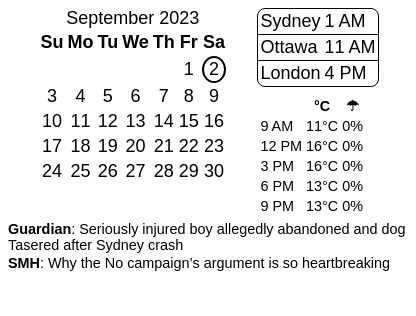 September 2023
Su Mo Tu We Th Fr Sa
1 2
3 4 5 6 7 8 9
10 11 12 13 14 15 16
17 18 19 20 21 22 23
24 25 26 27 28 29 30
Sydney 1 AM
Ottawa 11 AM
London 4 PM
°C ☂
9 AM 11°C 0%
12 PM 16°C 0%
3 PM 16°C 0%
6 PM 13°C 0%
9 PM 13°C 0%
Guardian: Seriously injured boy allegedly abandoned and dog
Tasered after Sydney crash
SMH: Why the No campaign’s argument is so heartbreaking